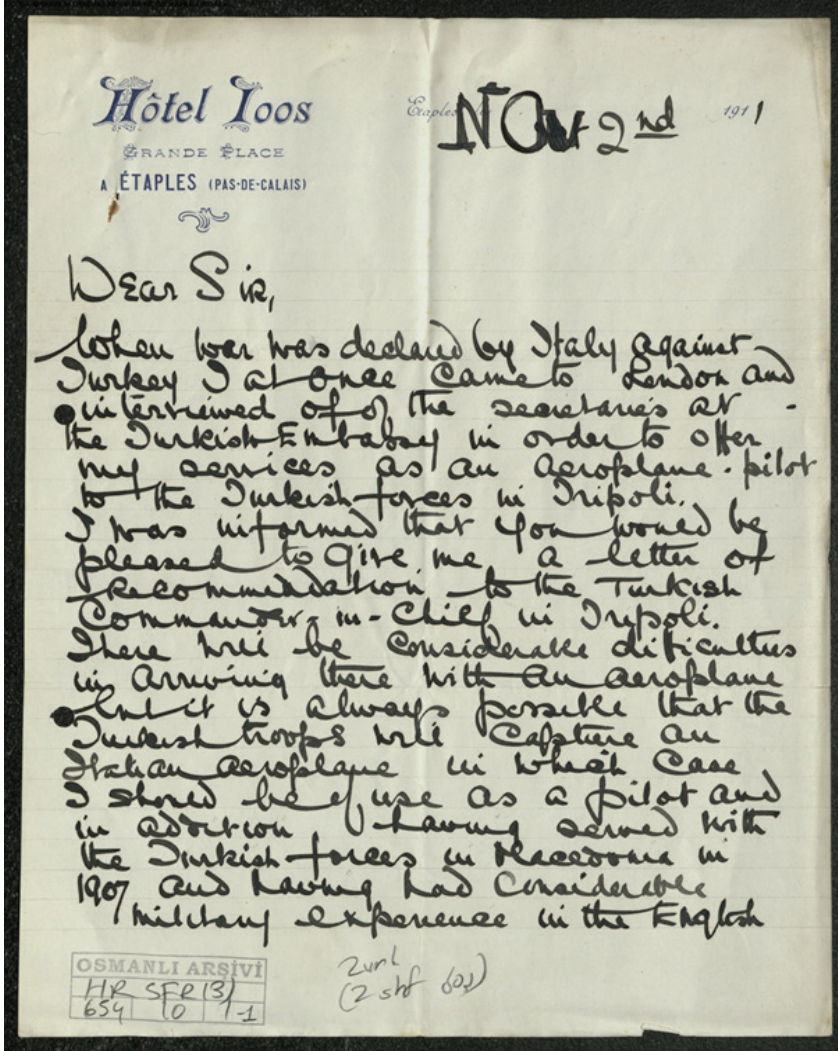 Hôtel Ioos
GRANDE PLACE
A ÉTAPLES (PAS-DE-CALAIS)
Etaples, NOV 2nd 1911
Dear Sir,
When war was declared by Italy against
Turkey I at once came to London and
interviewed of of the secretaries at
the Turkish Embassy in order to offer
my services as an aeroplane-pilot
to the Turkish forces in Tripoli.
I was informed that you would be
pleased to give me a letter of
recommendation to the Turkish
Commander-in-Chief in Tripoli.
There will be considerable dificulties
in arriving there with an aeroplane
but it is always possible that the
Turkish troops will capture an
Italian aeroplane in which case
I should be of use as a pilot and
in addition, having served with
the Turkish forces in Macedonia in
1907 and having had considerable
military experience in the English
OSMANLI ARŞİVİ
HR SFR (3)
654 10 1-1
2 urk
(2 shf boş)